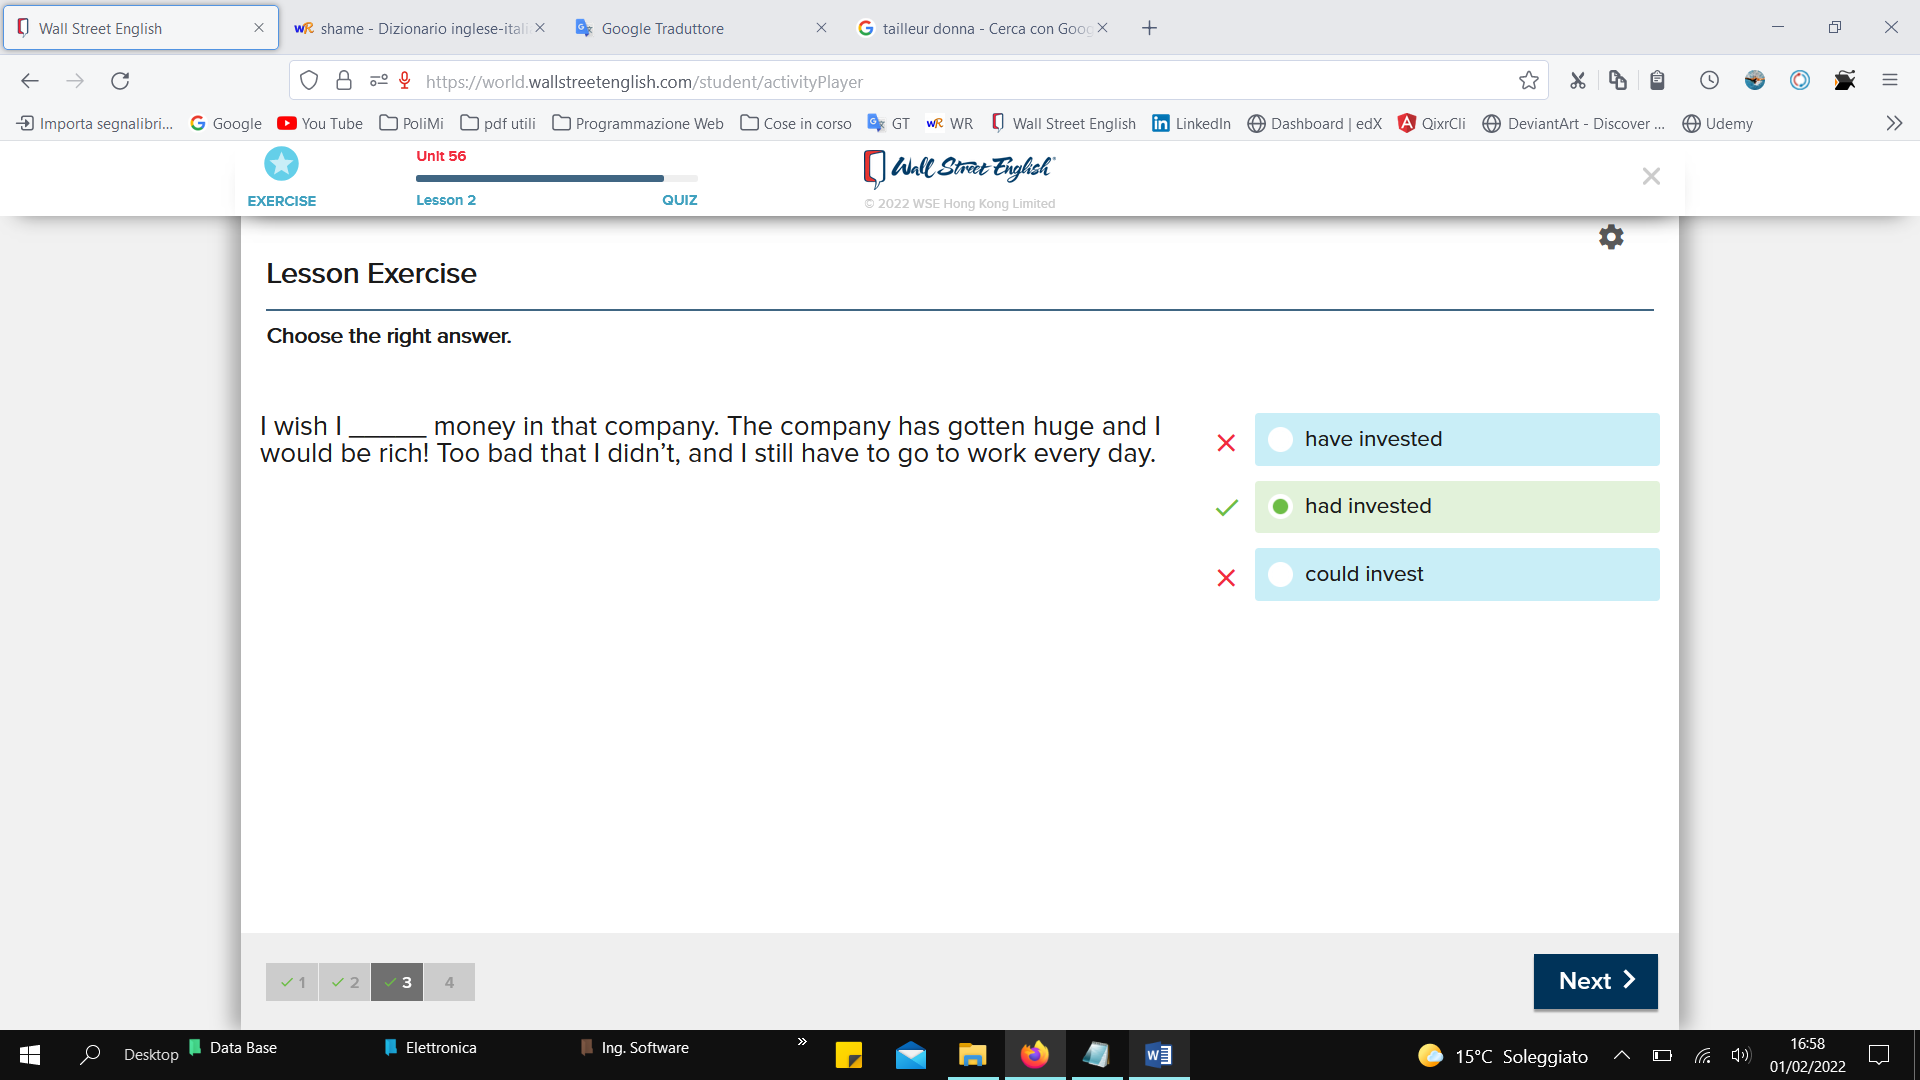 Wall Street English
shame - Dizionario inglese-itali
Google Traduttore
tailleur donna - Cerca con Goog
https://world.wallstreetenglish.com/student/activityPlayer
Importa segnalibri...
Google
You Tube
PoliMi
pdf utili
Programmazione Web
Cose in corso
GT
WR
Wall Street English
LinkedIn
Dashboard | edX
QixrCli
DeviantArt - Discover ...
Udemy
EXERCISE
Unit 56
Lesson 2
QUIZ
Wall Street English
© 2022 WSE Hong Kong Limited
Lesson Exercise
Choose the right answer.
I wish I ______ money in that company. The company has gotten huge and I
would be rich! Too bad that I didn't, and I still have to go to work every day.
have invested
had invested
could invest
1
2
3
4
Next
Desktop
Data Base
Elettronica
Ing. Software
15°C Soleggiato
16:58
01/02/2022